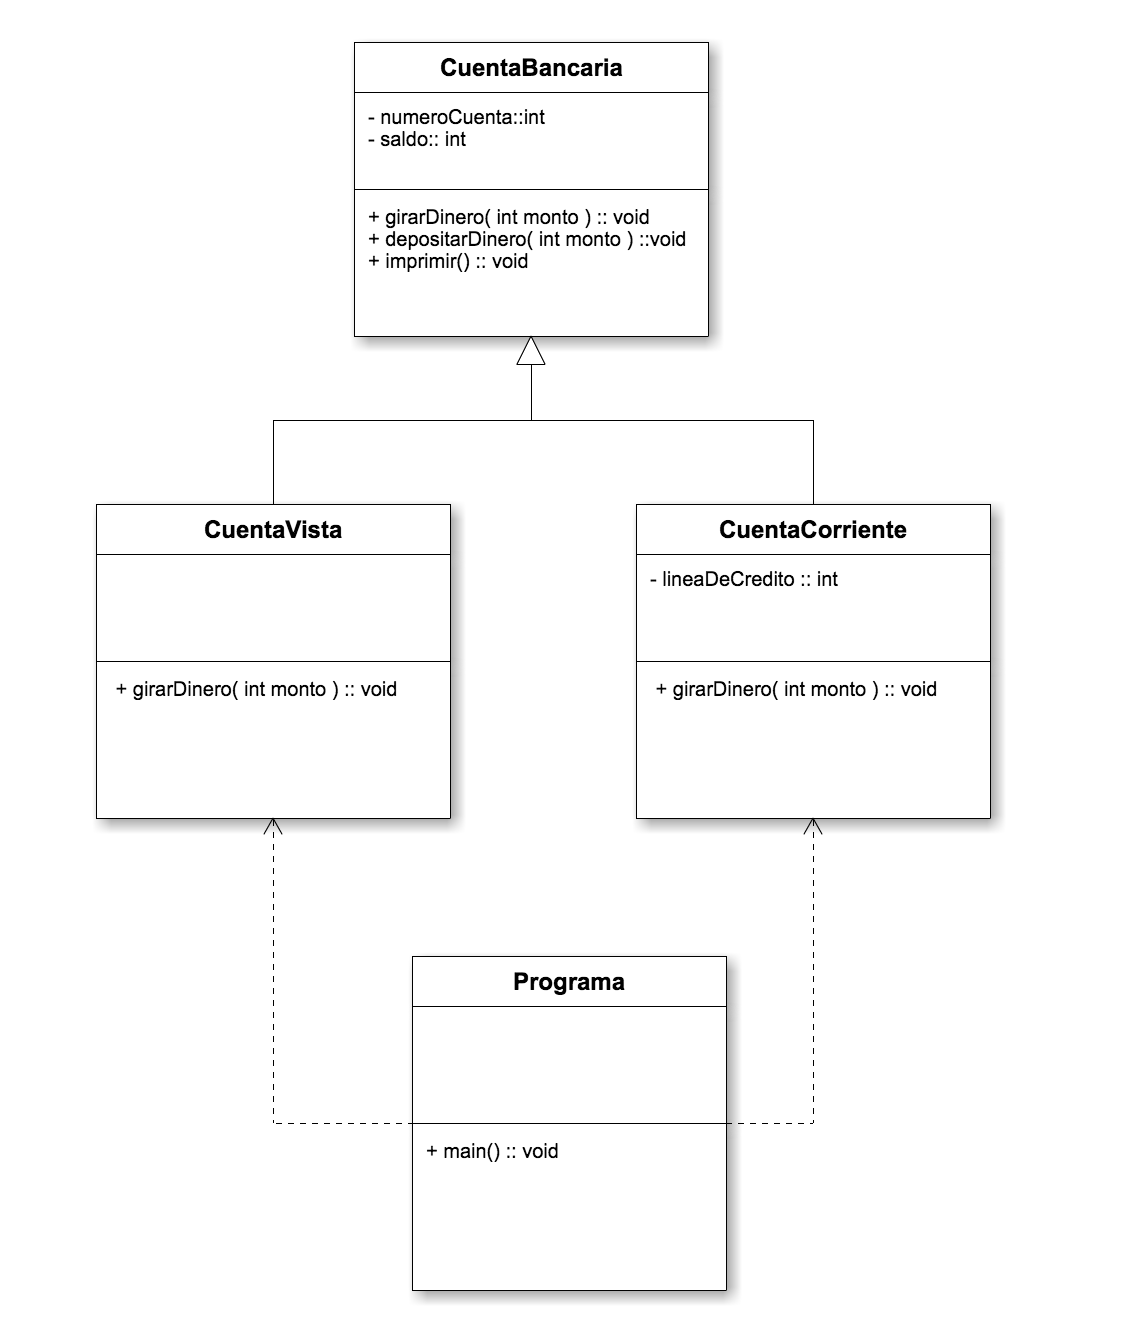 CuentaBancaria
- numeroCuenta::int
- saldo:: int
+ girarDinero( int monto ) :: void
+ depositarDinero( int monto ) ::void
+ imprimir() :: void
CuentaVista
+ girarDinero( int monto ) :: void
CuentaCorriente
- lineaDeCredito :: int
+ girarDinero( int monto ) :: void
Programa
+ main() :: void